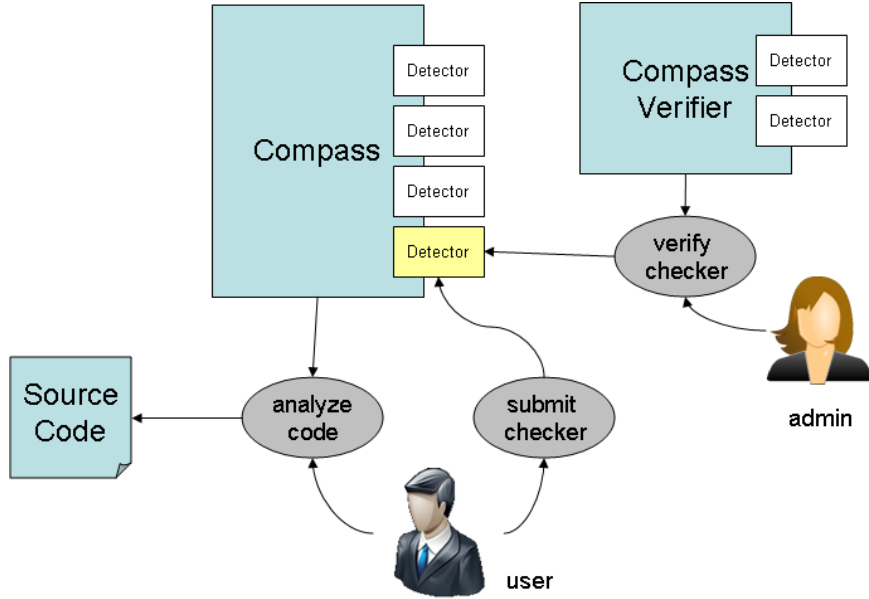 Detector
Detector
Compass
Verifier
Detector
Detector
Compass
Detector
Detector
verify
checker
Source
Code
analyze
code
submit
checker
admin
user